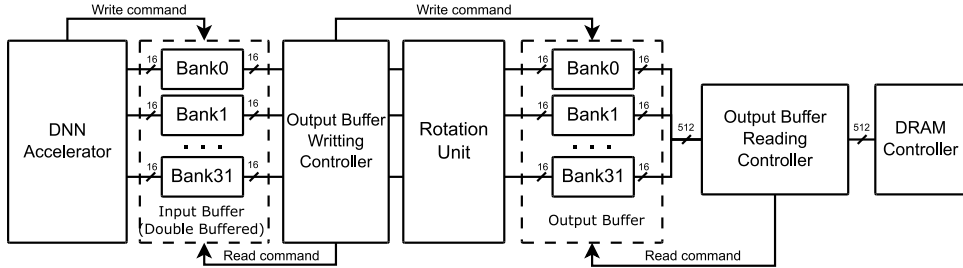 Write command
Write command
DNN
Accelerator
16
Bank0
16
16
Bank1
16
. . .
16
Bank31
16
Input Buffer
(Double Buffered)
Output Buffer
Writting
Controller
Rotation
Unit
16
Bank0
16
16
Bank1
16
. . .
16
Bank31
16
Output Buffer
512
Output Buffer
Reading
Controller
512
DRAM
Controller
Read command
Read command